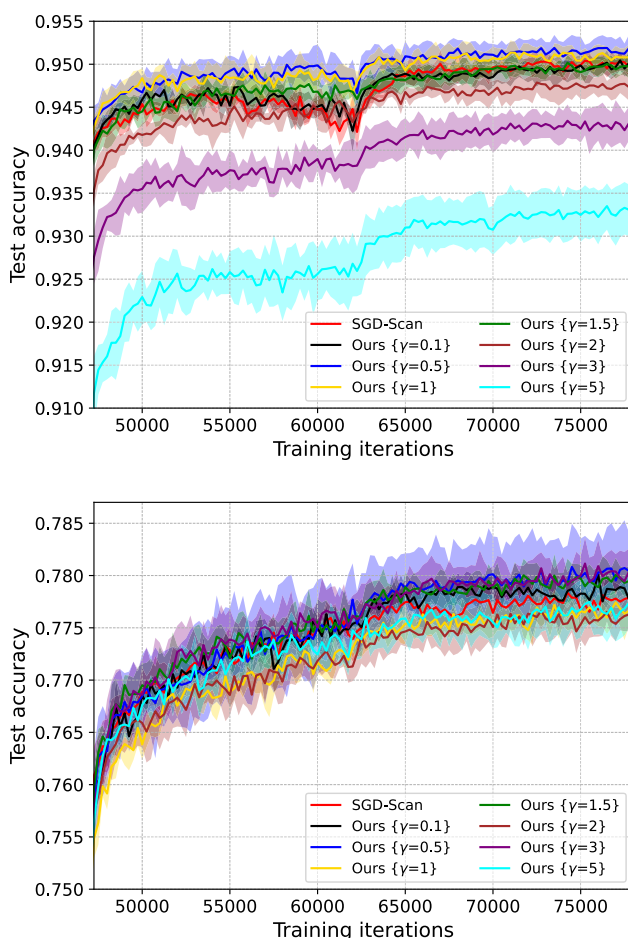 0.955
0.950
0.945
0.940
0.935
0.930
0.925
0.920
0.915
0.910
Test accuracy
SGD-Scan
Ours {γ=0.1}
Ours {γ=0.5}
Ours {γ=1}
Ours {γ=1.5}
Ours {γ=2}
Ours {γ=3}
Ours {γ=5}
50000 55000 60000 65000 70000 75000
Training iterations
0.785
0.780
0.775
0.770
0.765
0.760
0.755
0.750
Test accuracy
SGD-Scan
Ours {γ=0.1}
Ours {γ=0.5}
Ours {γ=1}
Ours {γ=1.5}
Ours {γ=2}
Ours {γ=3}
Ours {γ=5}
50000 55000 60000 65000 70000 75000
Training iterations